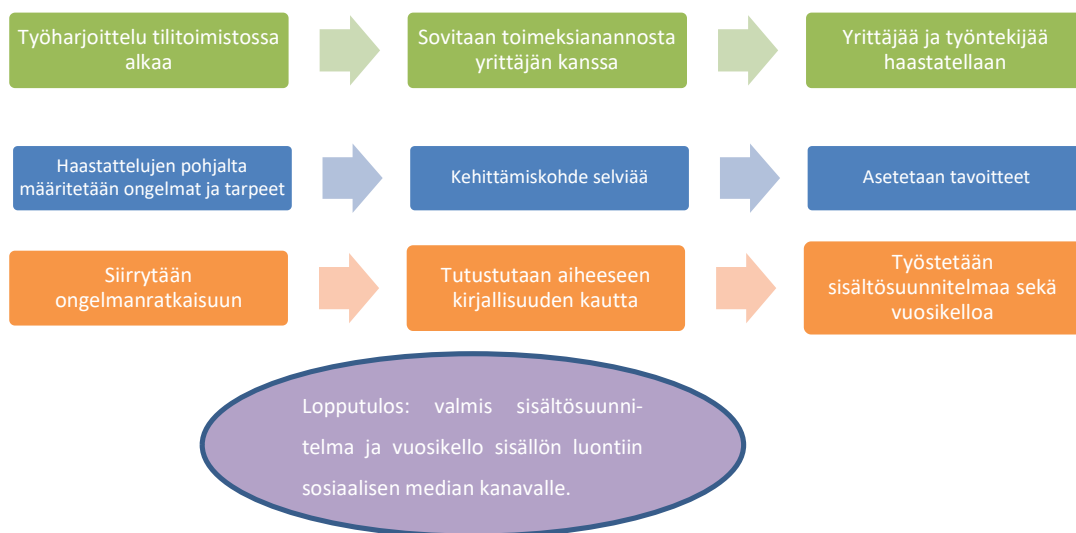 Työharjoittelu tilitoimistossa
alkaa
Sovitaan toimeksianannosta
yrittäjän kanssa
Yrittäjää ja työntekijää
haastatellaan
Haastattelujen pohjalta
määritetään ongelmat ja tarpeet
Kehittämiskohde selviää
Asetetaan tavoitteet
Siirrytään
ongelmanratkaisuun
Tutustutaan aiheeseen
kirjallisuuden kautta
Työstetään
sisältösuunnitelmaa sekä
vuosikelloa
Lopputulos: valmis sisältösuunni-
telma ja vuosikello sisällön luontiin
sosiaalisen median kanavalle.